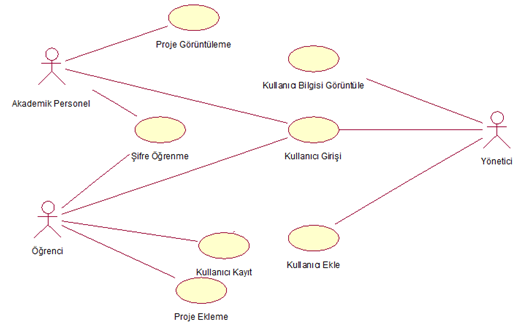 Proje Görüntüleme
Kullanıcı Bilgisi Görüntüle
Akademik Personel
Şifre Öğrenme
Kullanıcı Girişi
Yönetici
Öğrenci
Kullanıcı Kayıt
Kullanıcı Ekle
Proje Ekleme